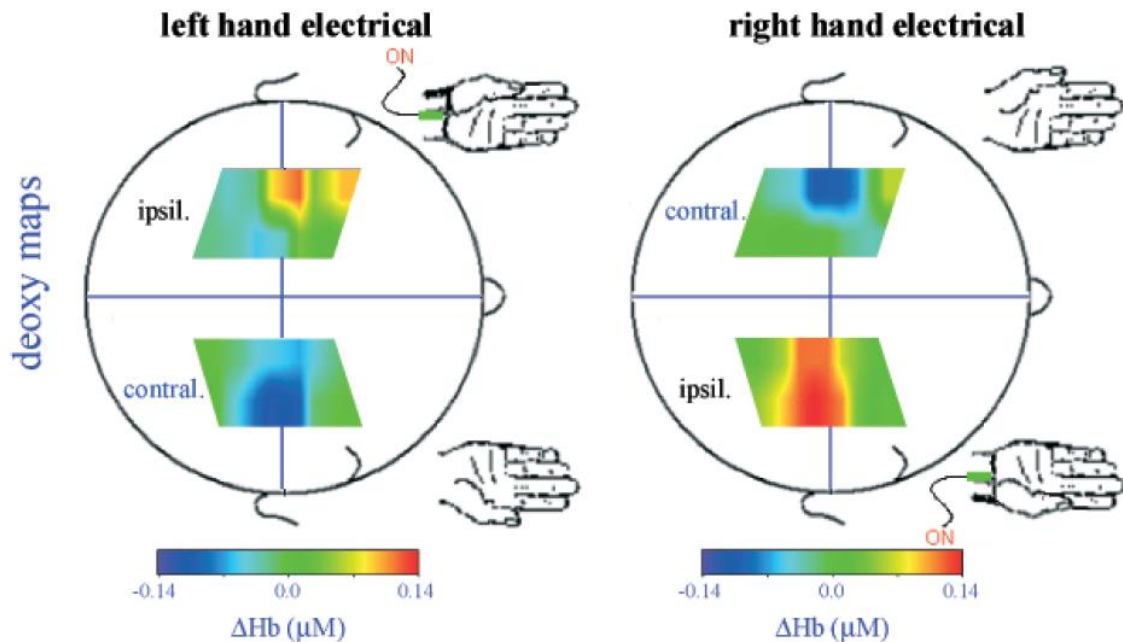 left hand electrical
right hand electrical
ON
deoxy maps
ipsil.
contral.
contral.
ipsil.
ON
-0.14
0.0
0.14
-0.14
0.0
0.14
ΔHb (μM)
ΔHb (μM)